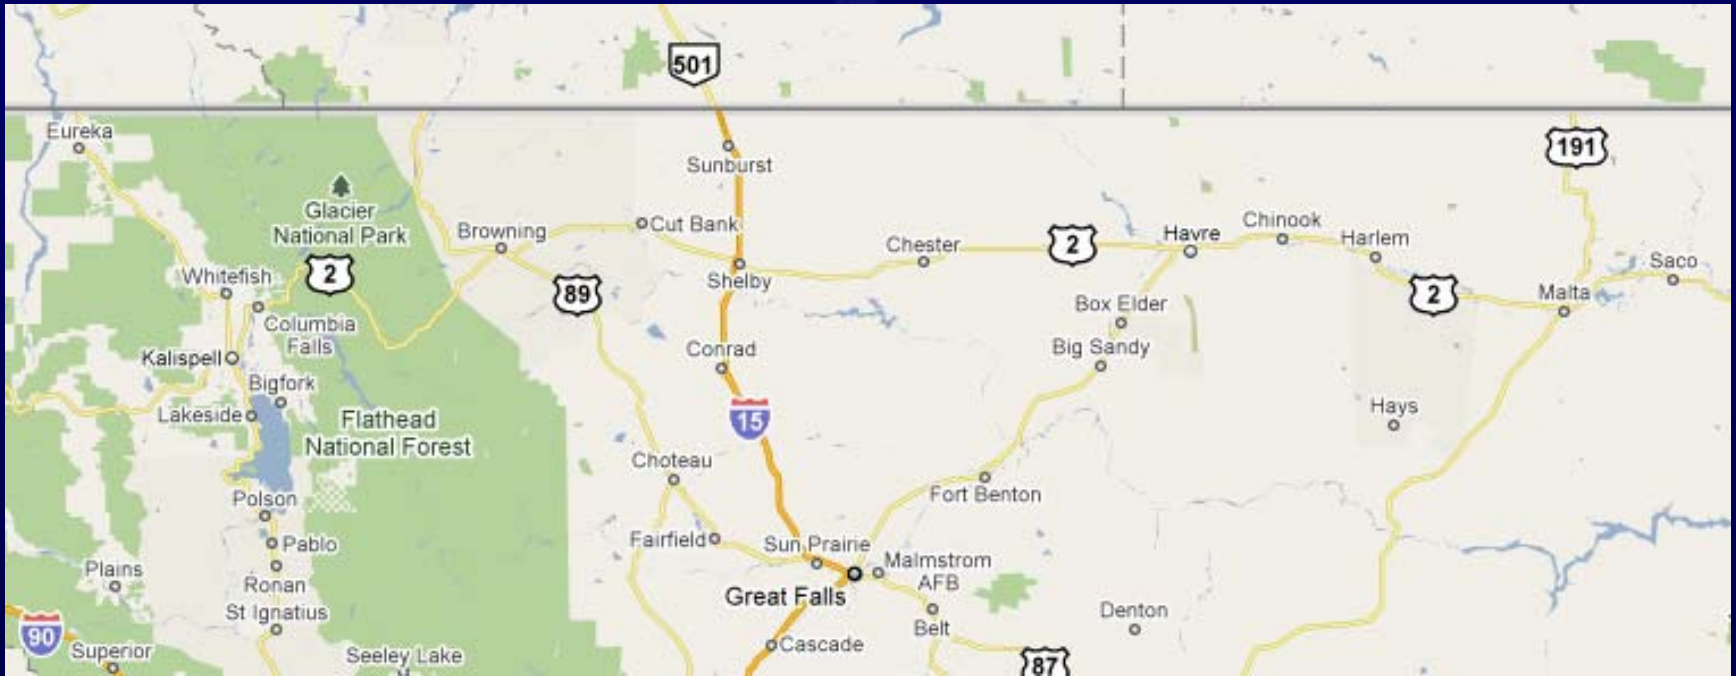 501
Eureka
Sunburst
191
Glacier
National Park
Browning
Cut Bank
Chester
2
Havre
Chinook
Harlem
Whitefish
2
89
Shelby
Saco
2
Malta
Columbia
Falls
Box Elder
Kalispell
Conrad
Big Sandy
Bigfork
Lakeside
15
Hays
Flathead
National Forest
Choteau
Fort Benton
Polson
Fairfield
Sun Prairie
Pablo
Malmstrom
AFB
Plains
Ronan
Great Falls
St Ignatius
Belt
Denton
90
Superior
Cascade
Seeley Lake
87